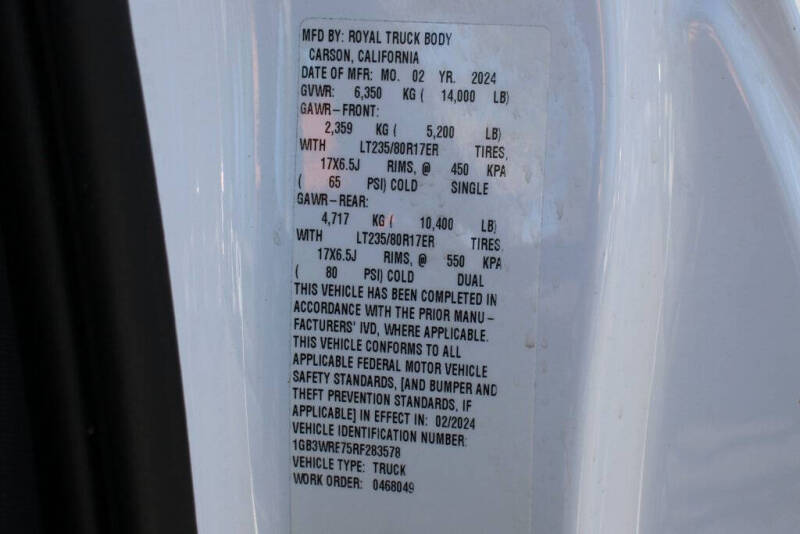 MFD BY: ROYAL TRUCK BODY
CARSON, CALIFORNIA
DATE OF MFR: MO. 02 YR. 2024
GVWR: 6,350 KG ( 14,000 LB)
GAWR-FRONT:
2,359 KG ( 5,200 LB)
WITH LT235/80R17ER TIRES,
17X6.5J RIMS, @ 450 KPA
( 65 PSI) COLD SINGLE
GAWR-REAR:
4,717 KG ( 10,400 LB)
WITH LT235/80R17ER TIRES,
17X6.5J RIMS, @ 550 KPA
( 80 PSI) COLD DUAL
THIS VEHICLE HAS BEEN COMPLETED IN
ACCORDANCE WITH THE PRIOR MANU-
FACTURERS' IVD, WHERE APPLICABLE.
THIS VEHICLE CONFORMS TO ALL
APPLICABLE FEDERAL MOTOR VEHICLE
SAFETY STANDARDS, [AND BUMPER AND
THEFT PREVENTION STANDARDS, IF
APPLICABLE] IN EFFECT IN: 02/2024
VEHICLE IDENTIFICATION NUMBER:
1GB3WRE75RF283578
VEHICLE TYPE: TRUCK
WORK ORDER: 0468049